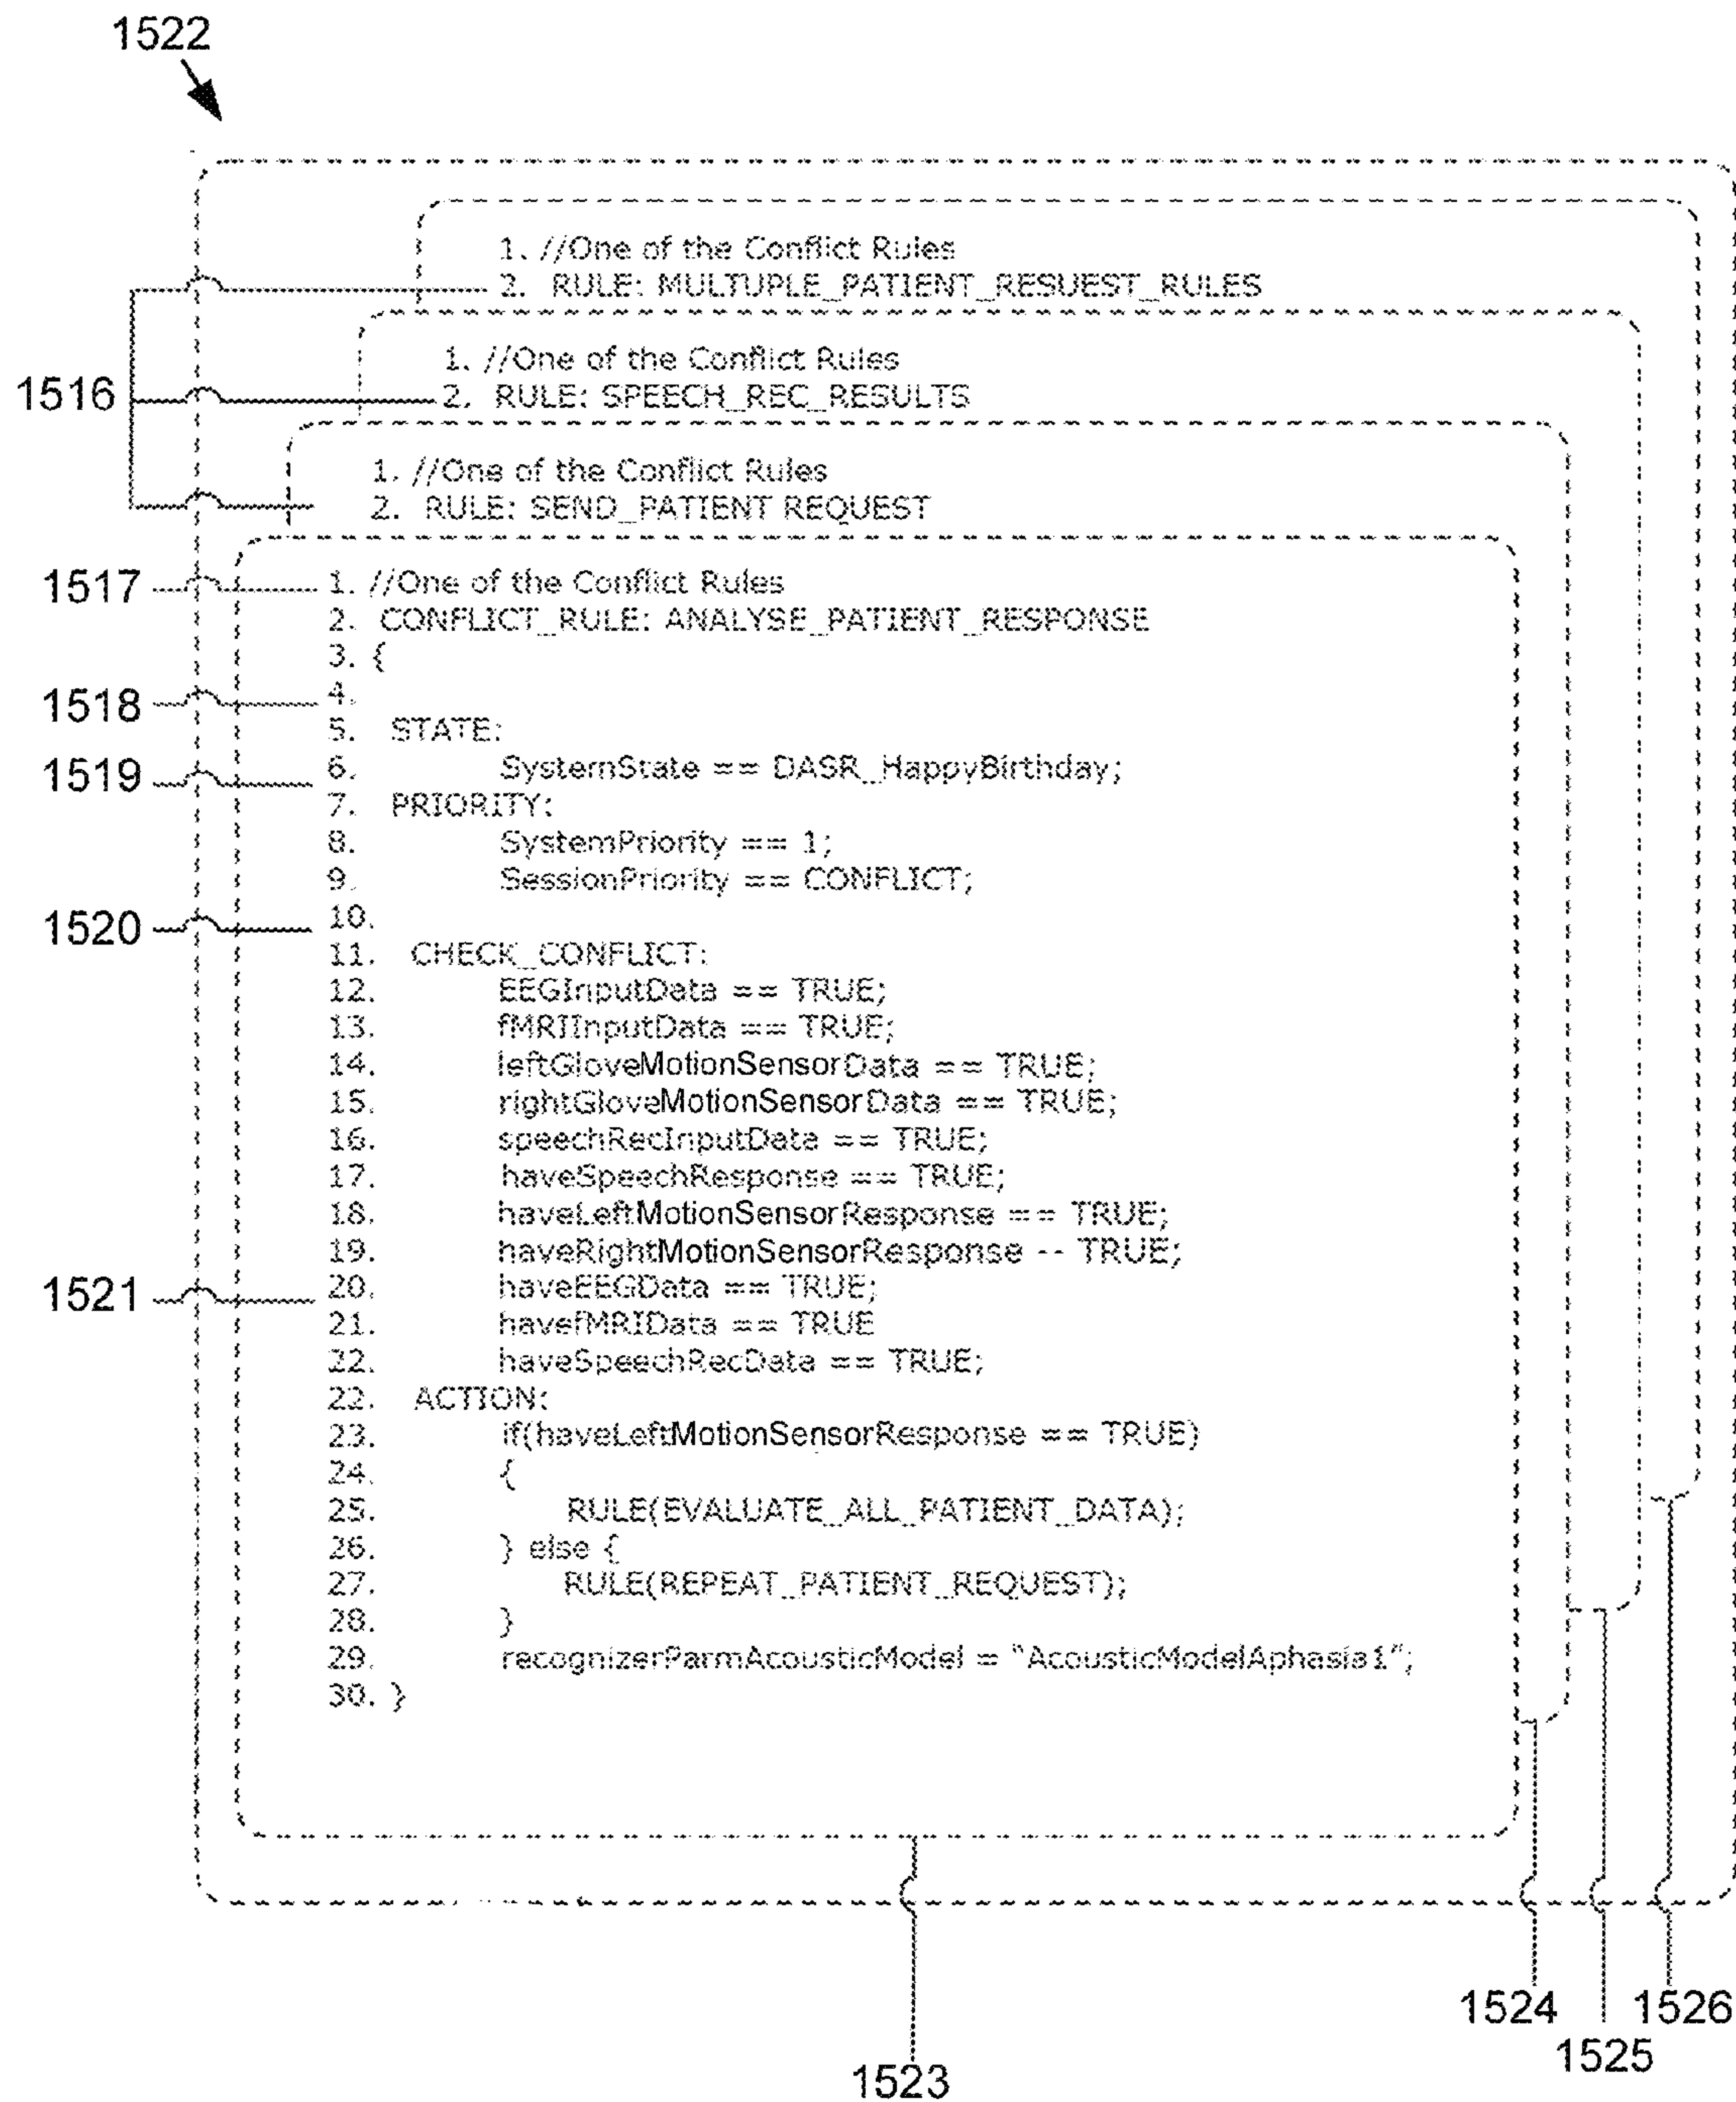 1522
1. //One of the Conflict Rules
2. RULE: MULTUPLE_PATIENT_RESUEST_RULES
1. //One of the Conflict Rules
1516
2. RULE: SPEECH_REC_RESULTS
1. //One of the Conflict Rules
2. RULE: SEND_PATIENT REQUEST
1517
1. //One of the Conflict Rules
2. CONFLICT_RULE: ANALYSE_PATIENT_RESPONSE
3. {
1518
4.
5. STATE:
1519
6. SystemState == DASR_HappyBirthday;
7. PRIORITY:
8. SystemPriority == 1;
9. SessionPriority == CONFLICT;
1520
10.
11. CHECK_CONFLICT:
12. EEGInputData == TRUE;
13. fMRIInputData == TRUE;
14. leftGloveMotionSensorData == TRUE;
15. rightGloveMotionSensorData == TRUE;
16. speechRecInputData == TRUE;
17. haveSpeechResponse == TRUE;
18. haveLeftMotionSensorResponse == TRUE;
19. haveRightMotionSensorResponse -- TRUE;
1521
20. haveEEGData == TRUE;
21. havefMRIData == TRUE
22. haveSpeechRecData == TRUE;
22. ACTION:
23. if(haveLeftMotionSensorResponse == TRUE)
24. {
25. RULE(EVALUATE_ALL_PATIENT_DATA);
26. } else {
27. RULE(REPEAT_PATIENT_REQUEST);
28. }
29. recognizerParmAcousticModel = "AcousticModelAphasia1";
30. }
1524
1526
1525
1523